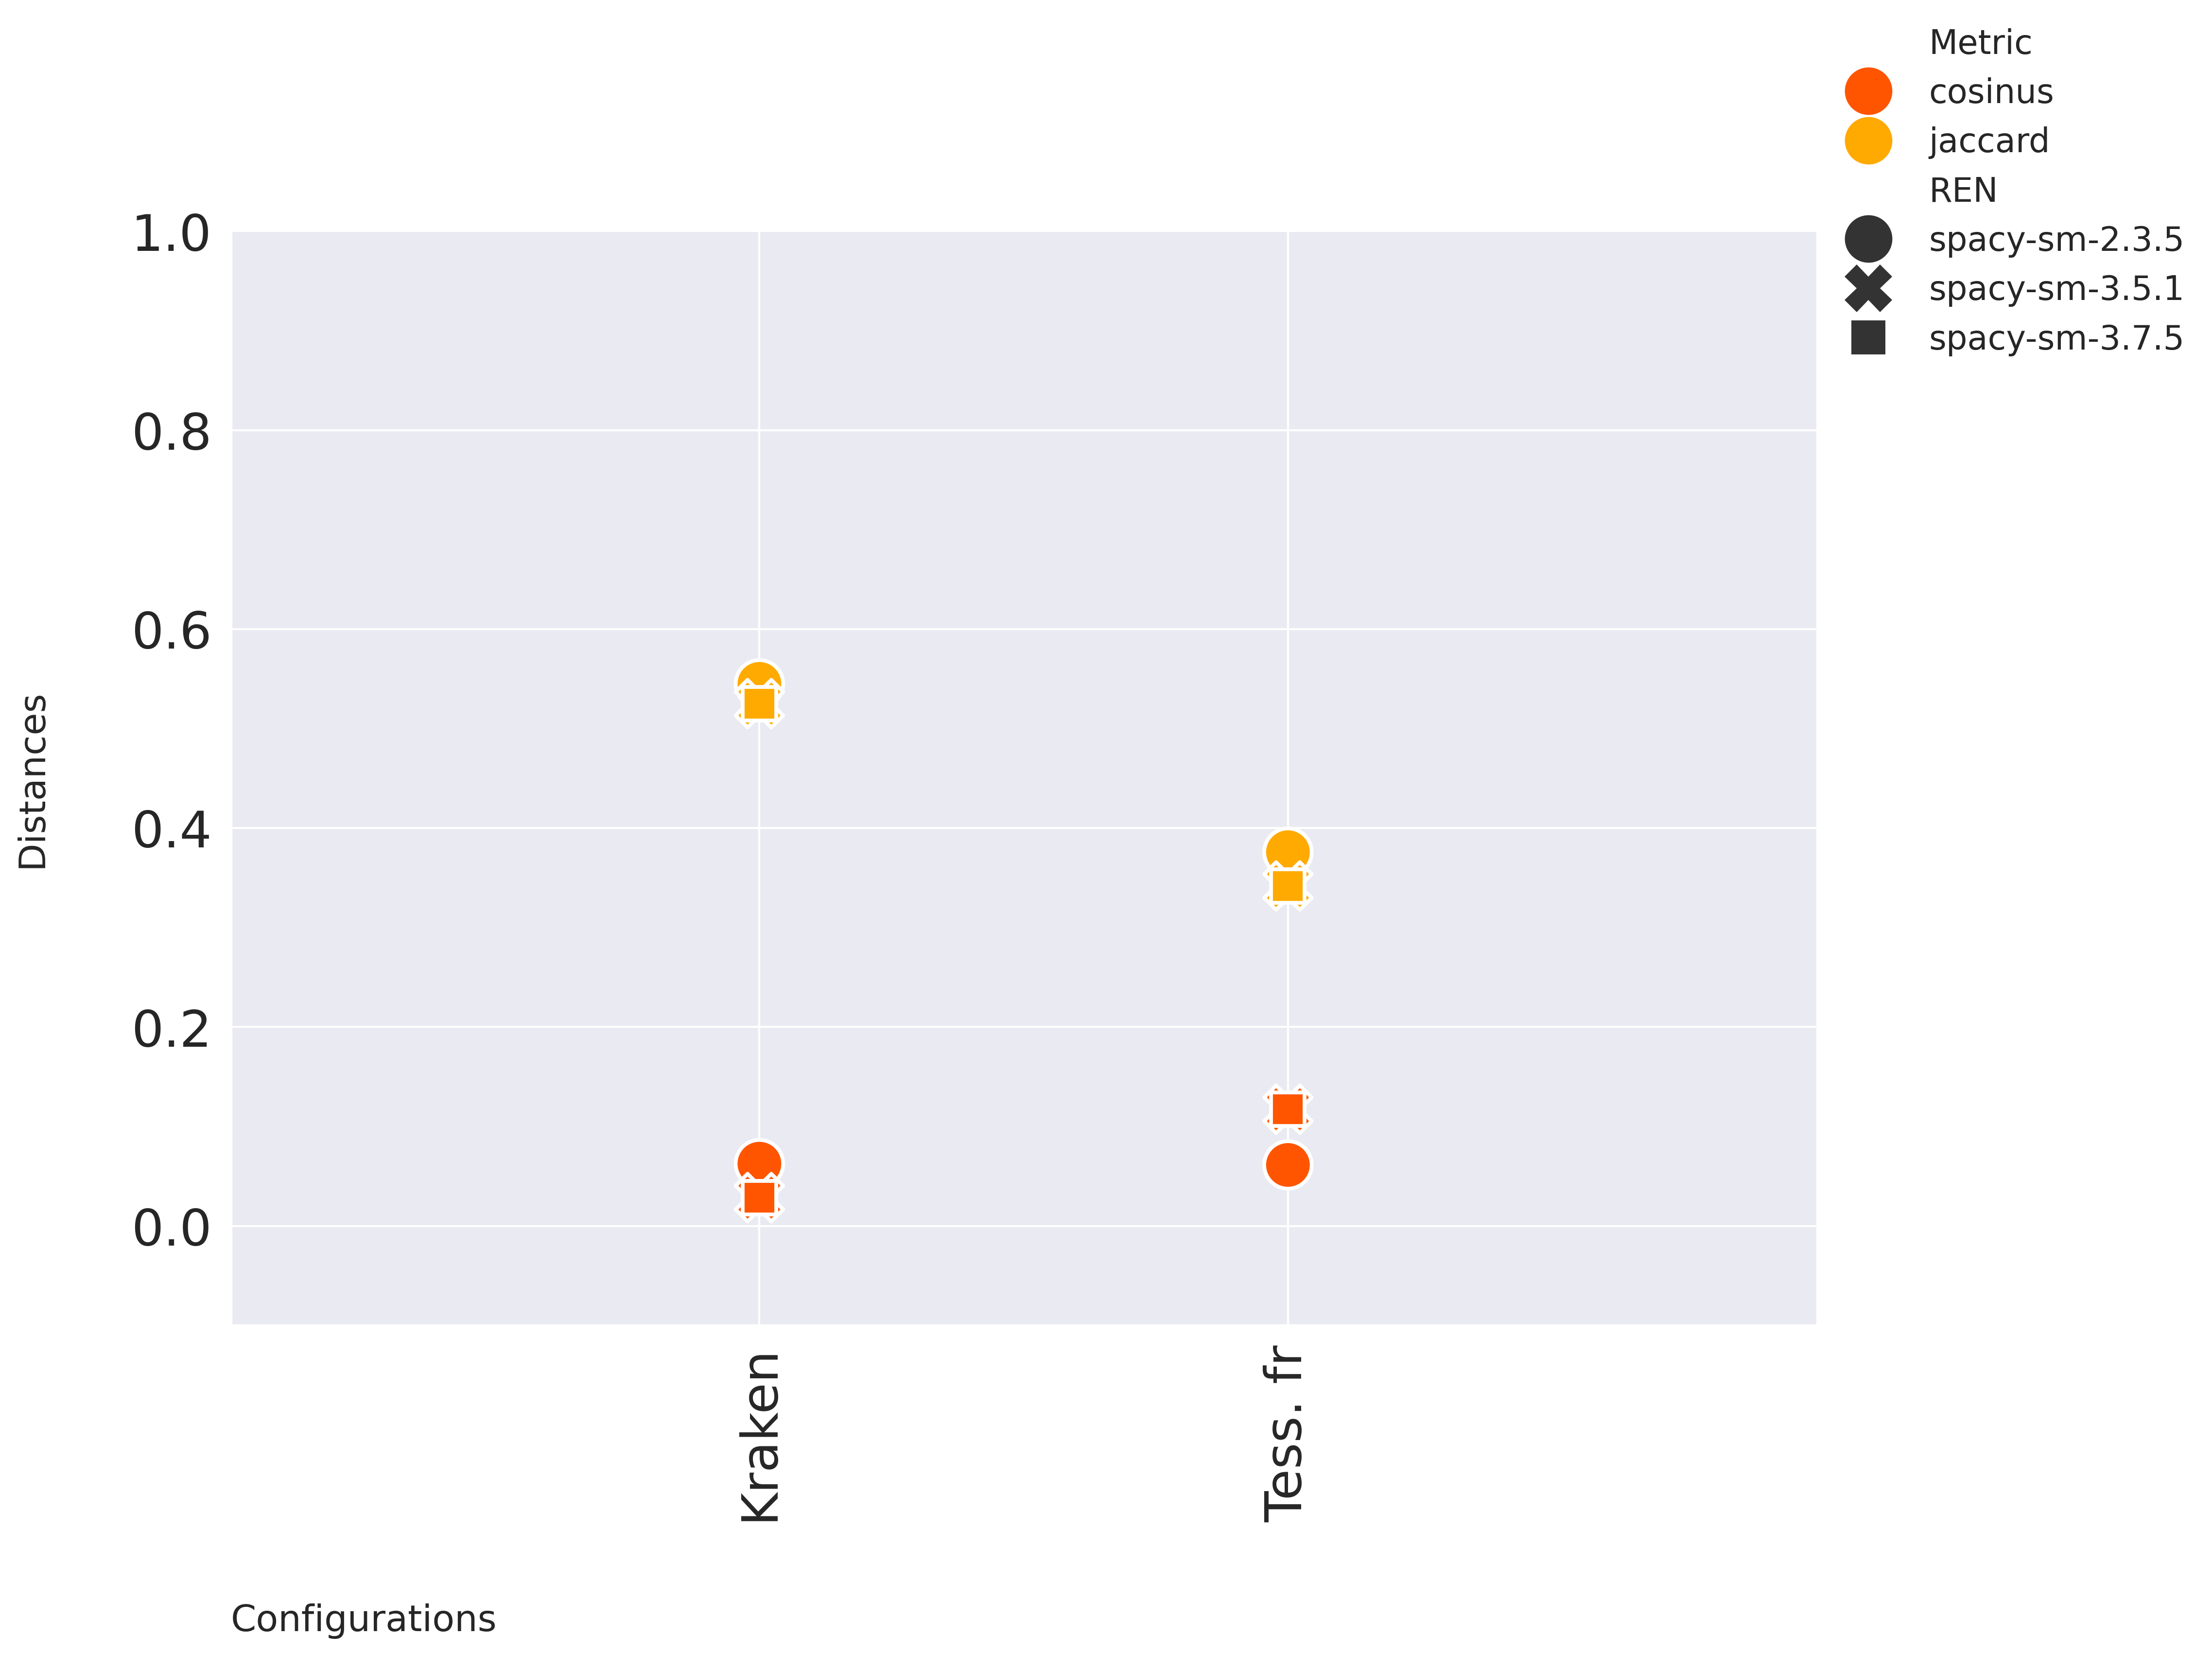 Metric
cosinus
jaccard
REN
spacy-sm-2.3.5
spacy-sm-3.5.1
spacy-sm-3.7.5
1.0
0.8
0.6
0.4
0.2
0.0
Distances
Kraken
Tess. fr
Configurations